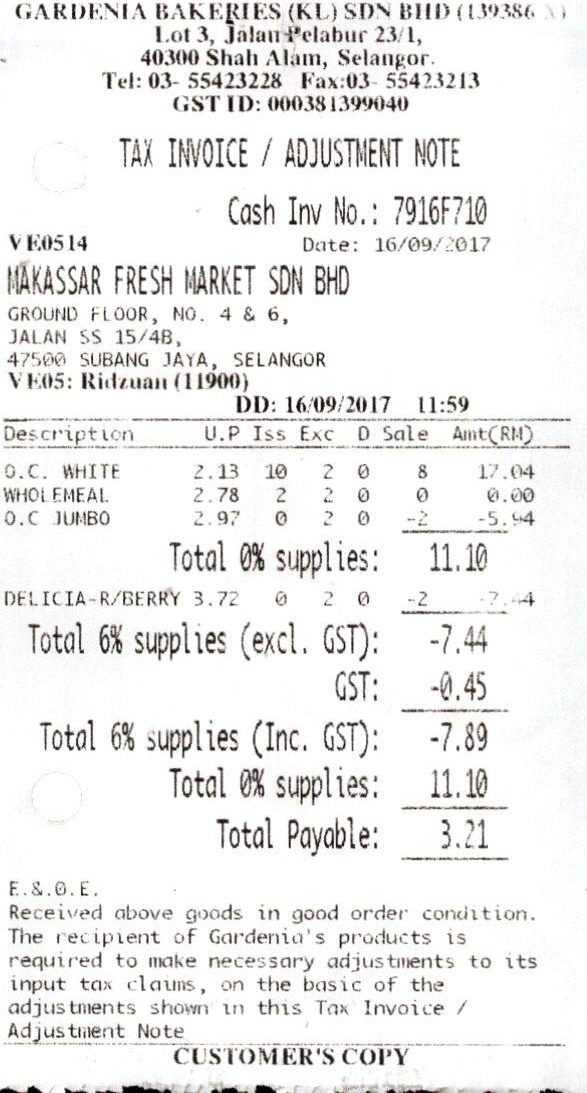 GARDENIA BAKERIES (KL) SDN BHD (139386 X)
Lot 3, Jalan Pelabur 23/1,
40300 Shah Alam, Selangor.
Tel: 03- 55423228 Fax:03- 55423213
GST ID: 000381399040
TAX INVOICE / ADJUSTMENT NOTE
Cash Inv No.: 7916F710
VE0514 Date: 16/09/2017
MAKASSAR FRESH MARKET SDN BHD
GROUND FLOOR, NO. 4 & 6,
JALAN SS 15/4B,
47500 SUBANG JAYA, SELANGOR
VE05: Ridzuan (11900)
DD: 16/09/2017 11:59
Description U.P Iss Exc D Sale Amt(RM)
O.C. WHITE 2.13 10 2 0 8 17.04
WHOLEMEAL 2.78 2 2 0 0 0.00
O.C JUMBO 2.97 0 2 0 -2 -5.94
Total 0% supplies: 11.10
DELICIA-R/BERRY 3.72 0 2 0 -2 -7.44
Total 6% supplies (excl. GST): -7.44
GST: -0.45
Total 6% supplies (Inc. GST): -7.89
Total 0% supplies: 11.10
Total Payable: 3.21
E.&.O.E.
Received above goods in good order condition.
The recipient of Gardenia's products is
required to make necessary adjustments to its
input tax claims, on the basic of the
adjustments shown in this Tax Invoice /
Adjustment Note
CUSTOMER'S COPY